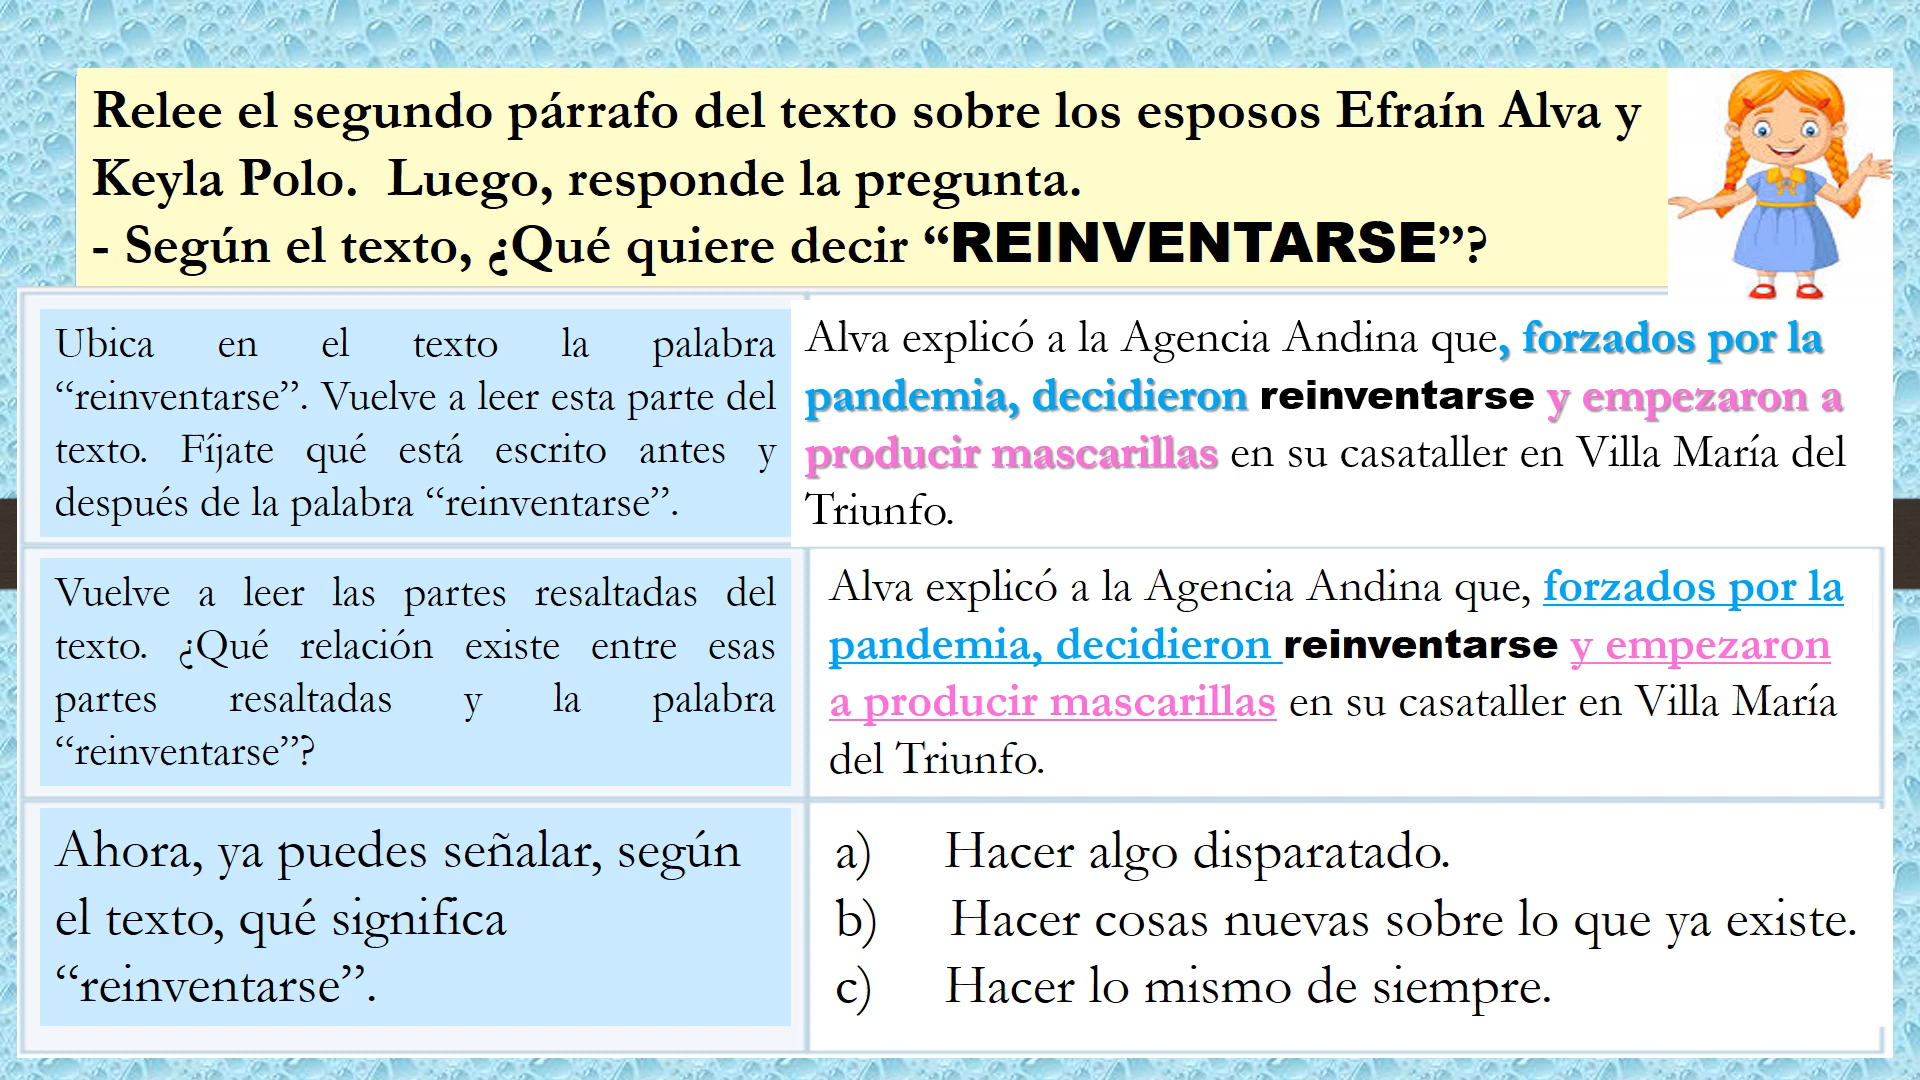 Relee el segundo párrafo del texto sobre los esposos Efraín Alva y
Keyla Polo. Luego, responde la pregunta.
- Según el texto, ¿Qué quiere decir “REINVENTARSE”?
Ubica en el texto la palabra
“reinventarse”. Vuelve a leer esta parte del
texto. Fíjate qué está escrito antes y
después de la palabra “reinventarse”.
Alva explicó a la Agencia Andina que, forzados por la
pandemia, decidieron reinventarse y empezaron a
producir mascarillas en su casataller en Villa María del
Triunfo.
Vuelve a leer las partes resaltadas del
texto. ¿Qué relación existe entre esas
partes resaltadas y la palabra
“reinventarse”?
Alva explicó a la Agencia Andina que, forzados por la
pandemia, decidieron reinventarse y empezaron
a producir mascarillas en su casataller en Villa María
del Triunfo.
Ahora, ya puedes señalar, según
el texto, qué significa
“reinventarse”.
a) Hacer algo disparatado.
b) Hacer cosas nuevas sobre lo que ya existe.
c) Hacer lo mismo de siempre.